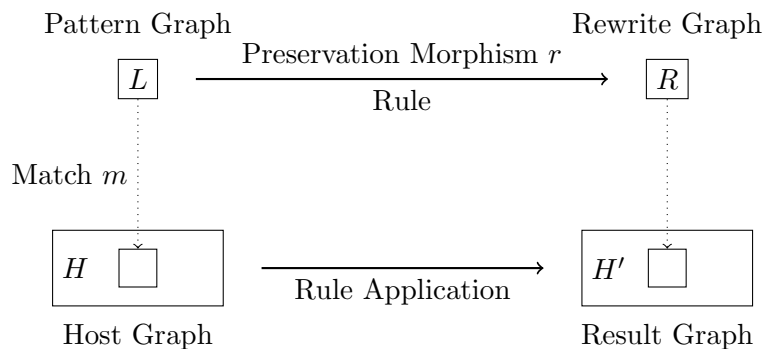 Pattern Graph
Rewrite Graph
Preservation Morphism r
L
R
Rule
Match m
H
H′
Rule Application
Host Graph
Result Graph